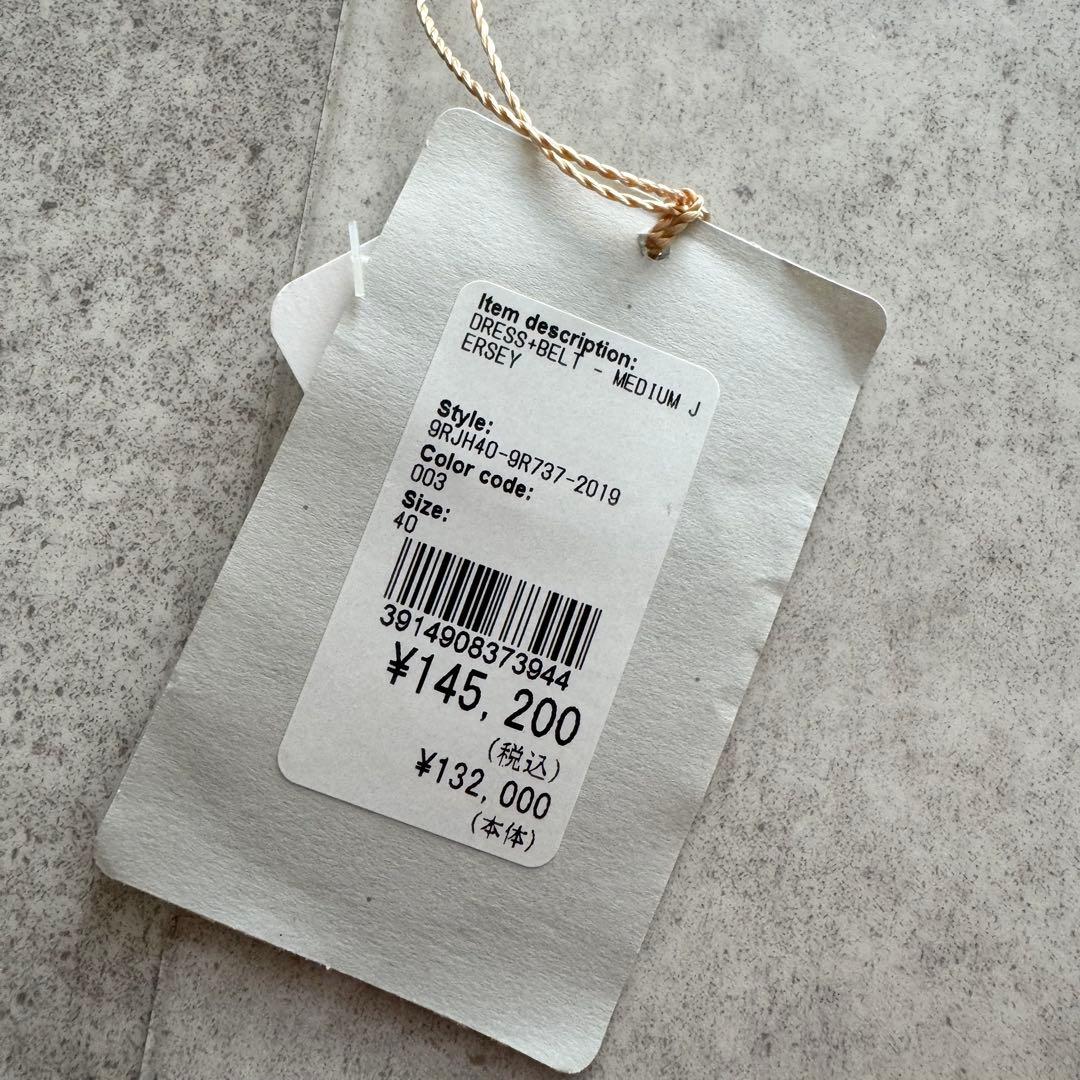 Item description:
DRESS+BELT - MEDIUM J
ERSEY
Style:
9RJH40-9R737-2019
Color code:
003
Size:
40
3914908373944
¥145,200
(税込)
¥132,000
(本体)